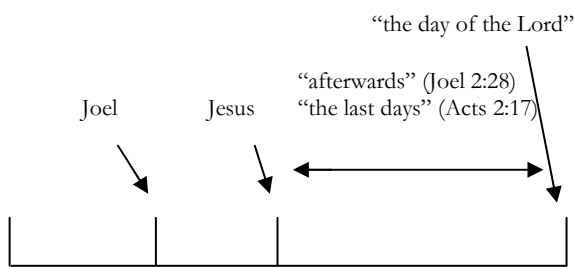 “the day of the Lord”
“afterwards” (Joel 2:28)
Joel Jesus “the last days” (Acts 2:17)